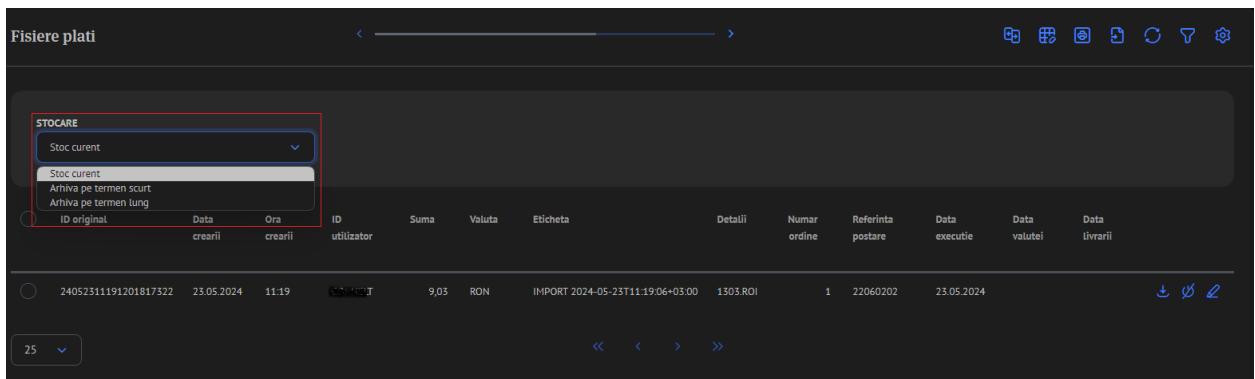 Fisiere plati
STOCARE
Stoc curent
Stoc curent
Arhiva pe termen scurt
Arhiva pe termen lung
ID original Data crearii Ora crearii ID utilizator Suma Valuta Eticheta Detalii Numar ordine Referinta postare Data executie Data valutei Data livrarii
24052311191201817322 23.05.2024 11:19 9,03 RON IMPORT 2024-05-23T11:19:06+03:00 1303.ROI 1 22060202 23.05.2024
25